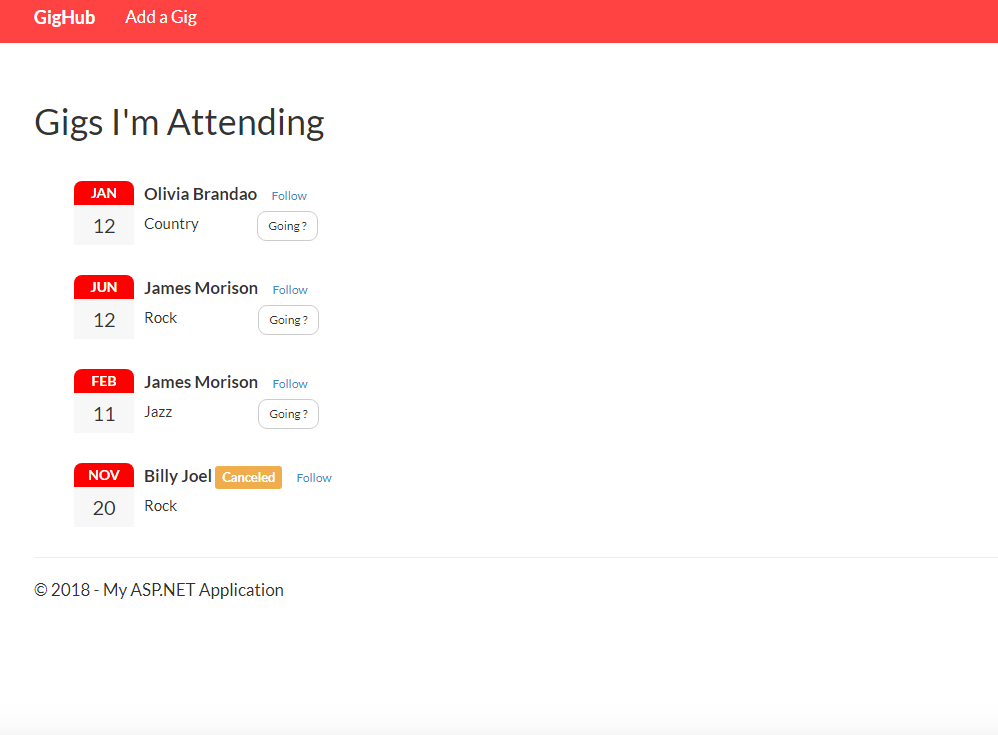 GigHub Add a Gig
Gigs I'm Attending
JAN
12
Olivia Brandao Follow
Country Going ?
JUN
12
James Morison Follow
Rock Going ?
FEB
11
James Morison Follow
Jazz Going ?
NOV
20
Billy Joel Canceled Follow
Rock
© 2018 - My ASP.NET Application